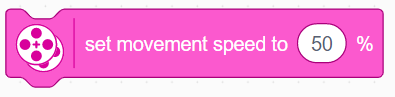 set movement speed to 50 %